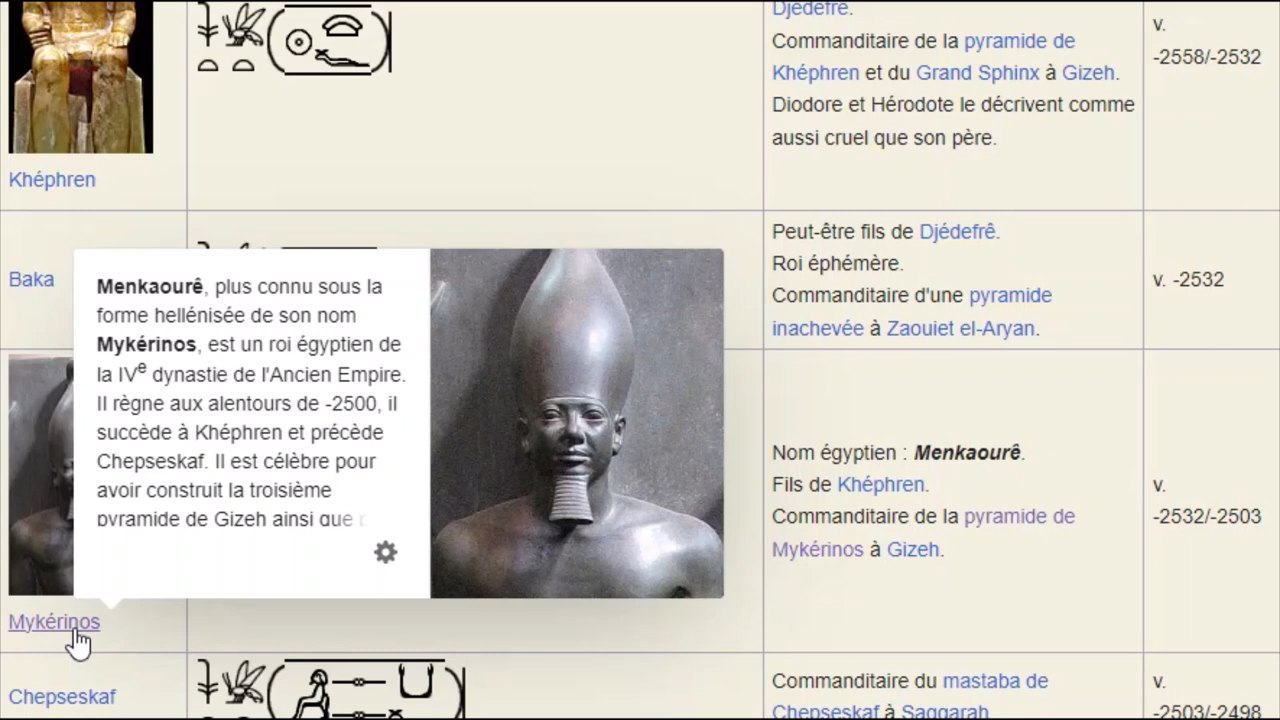 Djédefrê.
Commanditaire de la pyramide de
Khéphren et du Grand Sphinx à Gizeh.
Diodore et Hérodote le décrivent comme
aussi cruel que son père.
v.
-2558/-2532
Khéphren
Baka
Peut-être fils de Djédefrê.
Roi éphémère.
Commanditaire d'une pyramide
inachevée à Zaouiet el-Aryan.
v. -2532
Menkaourê, plus connu sous la
forme hellénisée de son nom
Mykérinos, est un roi égyptien de
la IVe dynastie de l'Ancien Empire.
Il règne aux alentours de -2500, il
succède à Khéphren et précède
Chepseskaf. Il est célèbre pour
avoir construit la troisième
pyramide de Gizeh ainsi que
Mykérinos
Nom égyptien : Menkaourê.
Fils de Khéphren.
Commanditaire de la pyramide de
Mykérinos à Gizeh.
v.
-2532/-2503
Chepseskaf
Commanditaire du mastaba de
Chepseskaf à Saqqarah
v.
-2503/-2498